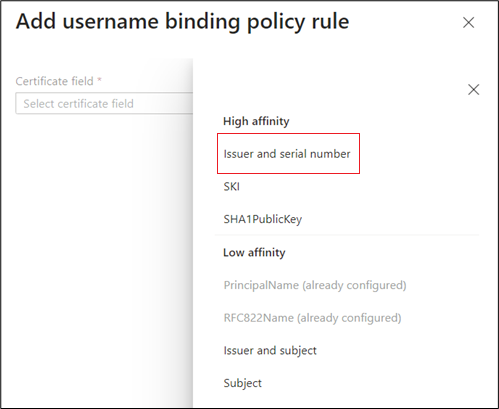 Add username binding policy rule
Certificate field *
Select certificate field
High affinity
Issuer and serial number
SKI
SHA1PublicKey
Low affinity
PrincipalName (already configured)
RFC822Name (already configured)
Issuer and subject
Subject